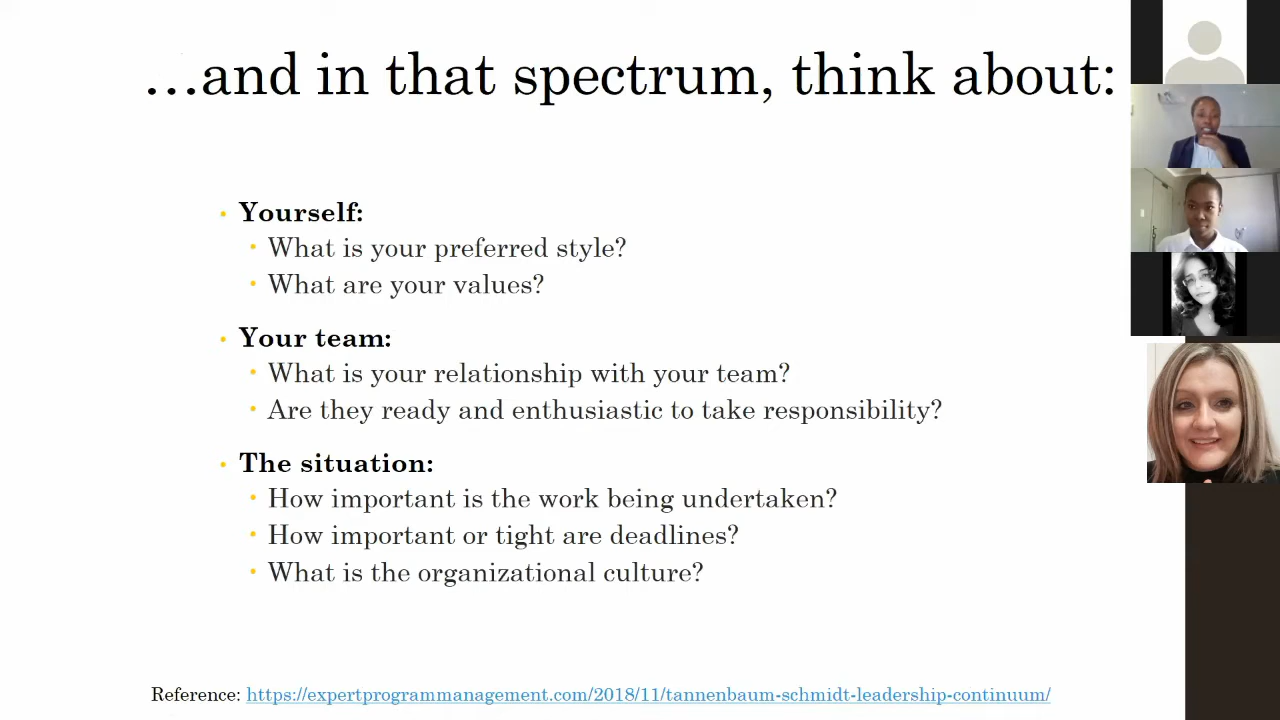 …and in that spectrum, think about:
Yourself:
What is your preferred style?
What are your values?
Your team:
What is your relationship with your team?
Are they ready and enthusiastic to take responsibility?
The situation:
How important is the work being undertaken?
How important or tight are deadlines?
What is the organizational culture?
Reference: https://expertprogrammanagement.com/2018/11/tannenbaum-schmidt-leadership-continuum/